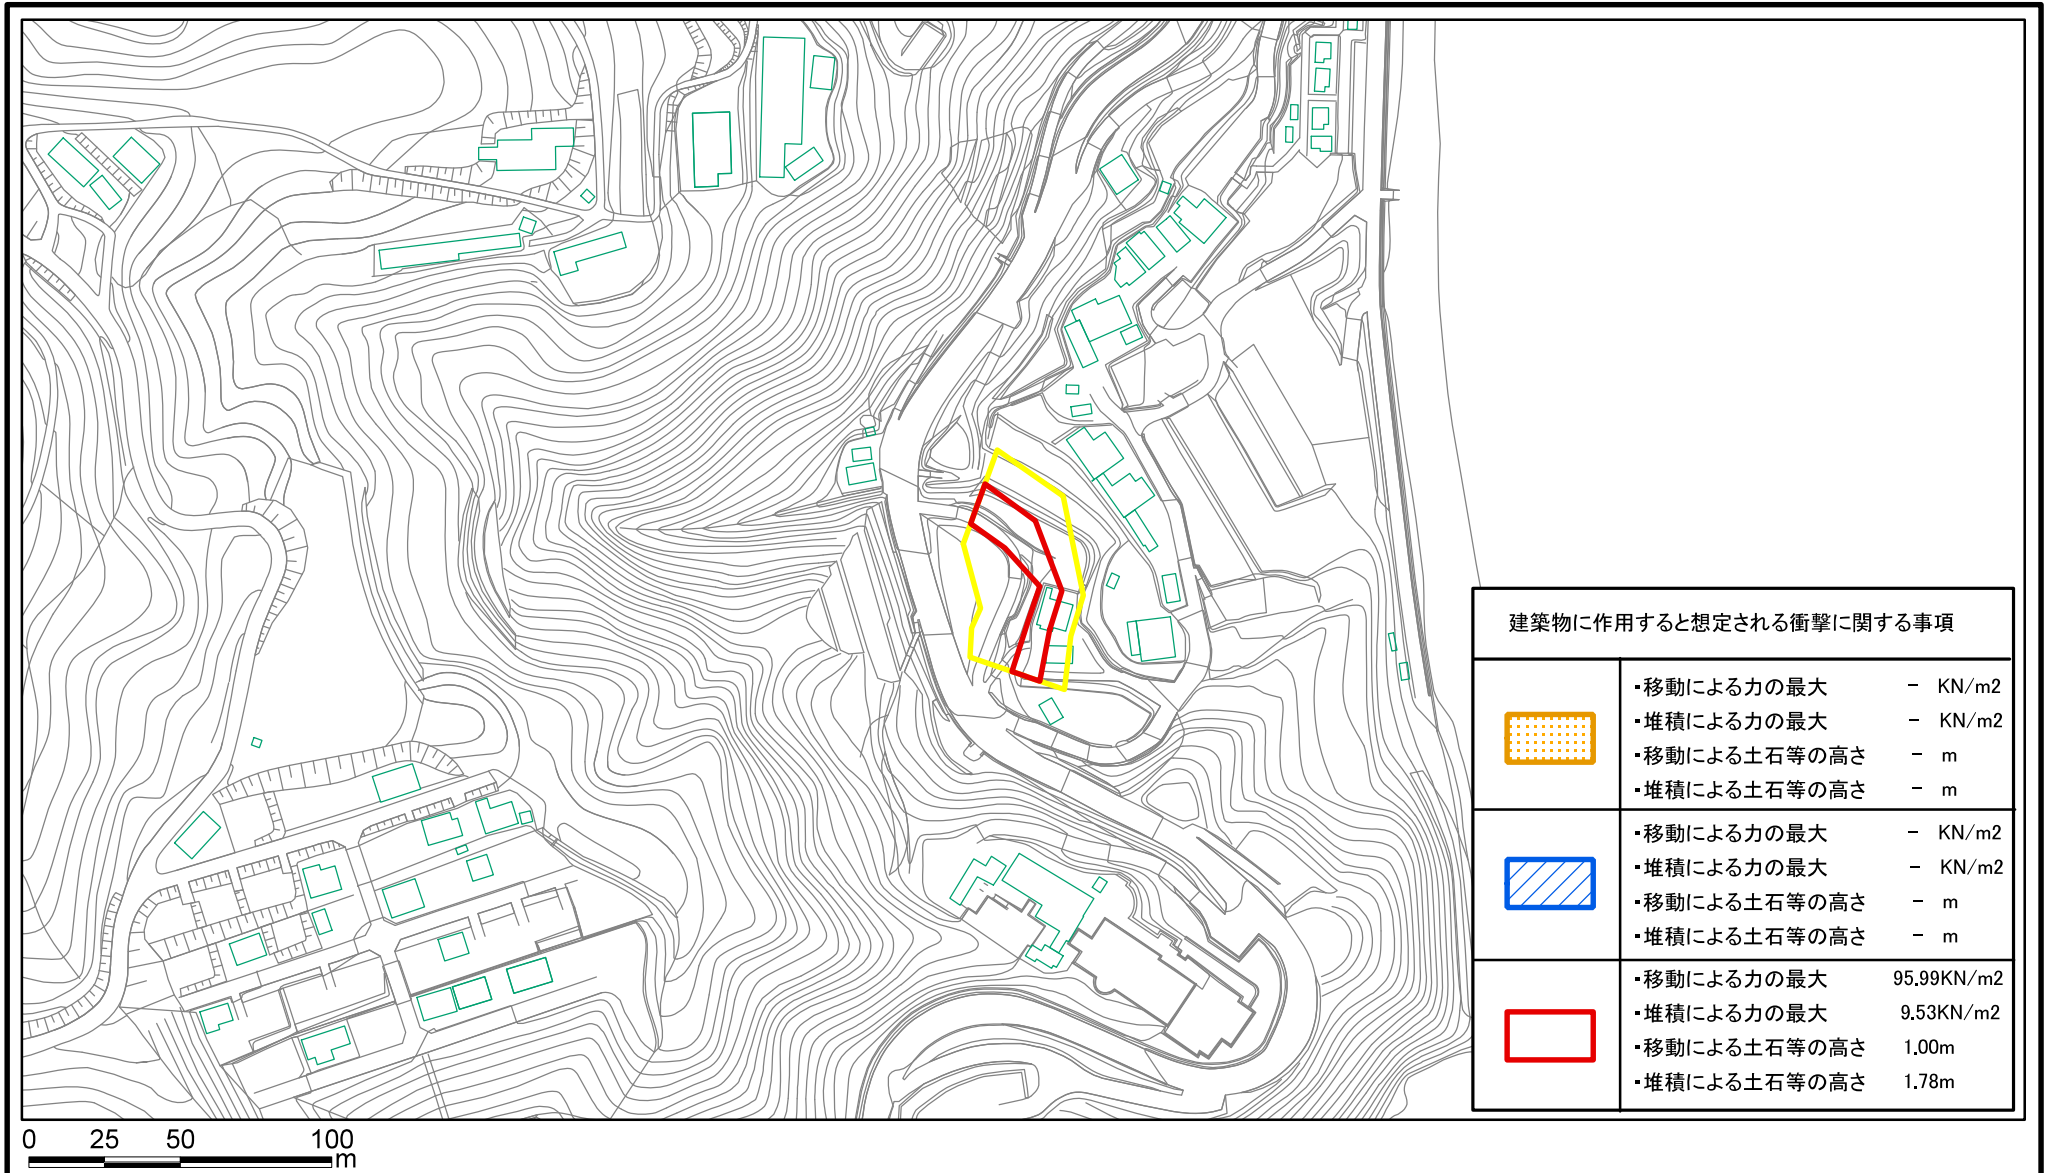 建築物に作用すると想定される衝撃に関する事項
・移動による力の最大 － KN/m2
・堆積による力の最大 － KN/m2
・移動による土石等の高さ － m
・堆積による土石等の高さ － m
・移動による力の最大 － KN/m2
・堆積による力の最大 － KN/m2
・移動による土石等の高さ － m
・堆積による土石等の高さ － m
・移動による力の最大 95.99KN/m2
・堆積による力の最大 9.53KN/m2
・移動による土石等の高さ 1.00m
・堆積による土石等の高さ 1.78m
0 25 50 100
m